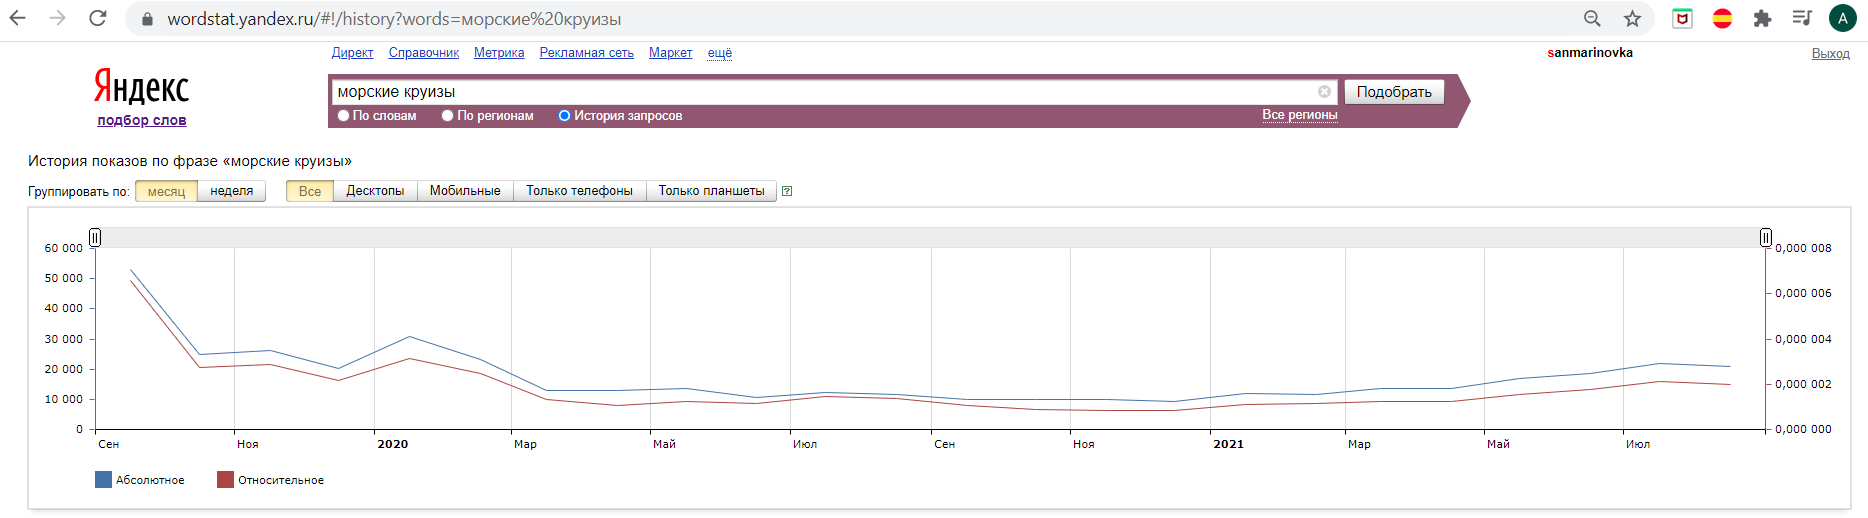 wordstat.yandex.ru/#!/history?words=морские%20круизы
A
Директ Справочник Метрика Рекламная сеть Маркет ещё
sanmarinovka
Выход
Яндекс
подбор слов
морские круизы
Подобрать
По словам По регионам История запросов
Все регионы
История показов по фразе «морские круизы»
Группировать по: месяц неделя Все Десктопы Мобильные Только телефоны Только планшеты ?
60 000 0,000 008
50 000
0,000 006
40 000
30 000 0,000 004
20 000
0,000 002
10 000
0 0,000 000
Сен Ноя 2020 Мар Май Июл Сен Ноя 2021 Мар Май Июл
Абсолютное Относительное